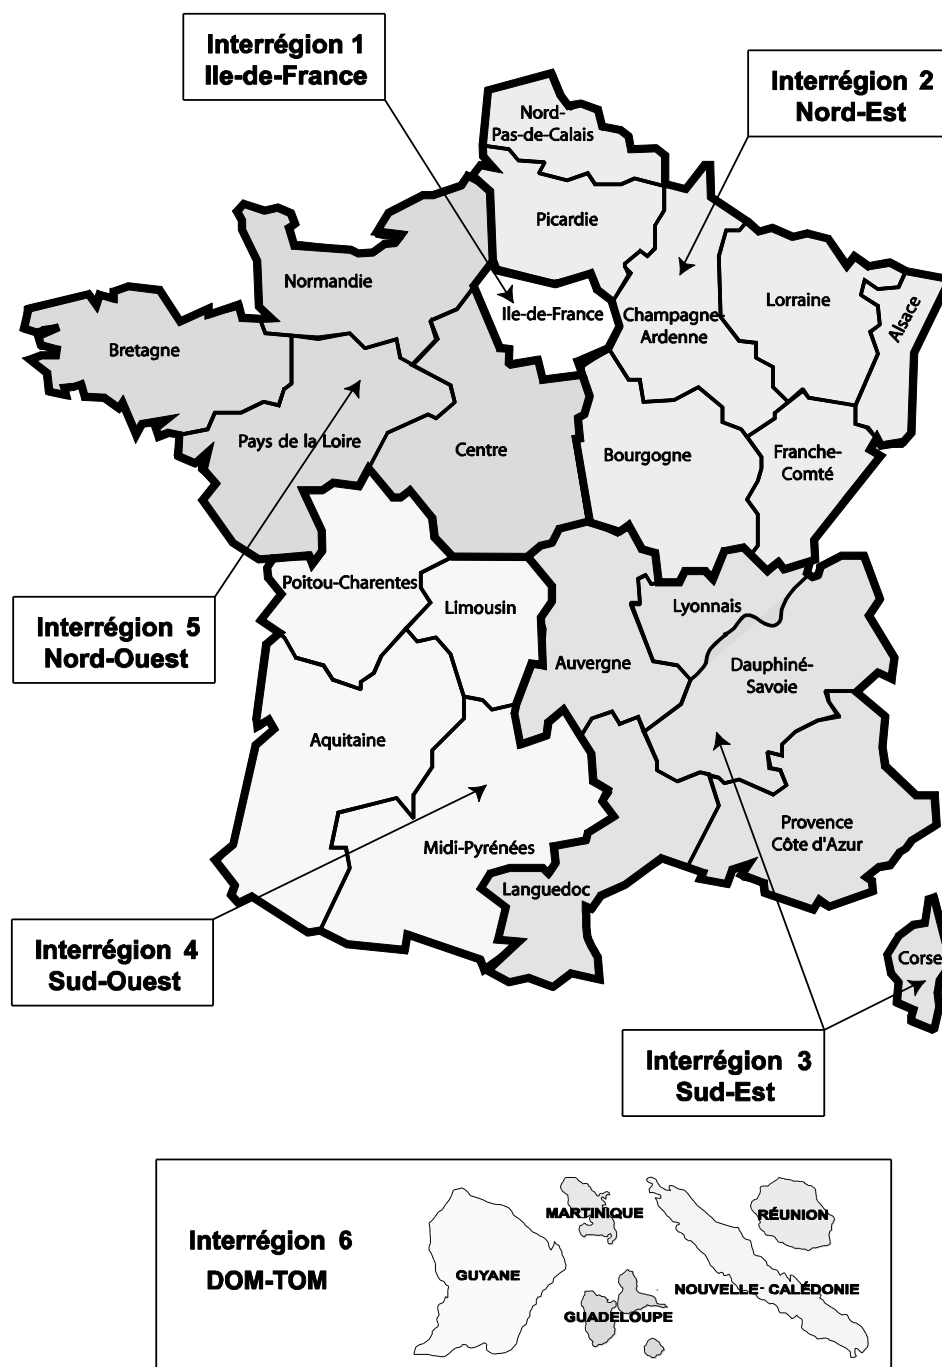 Interrégion 1
Ile-de-France
Interrégion 2
Nord-Est
Nord-
Pas-de-Calais
Picardie
Normandie
Ile-de-France
Champagne-
Ardenne
Lorraine
Alsace
Bretagne
Pays de la Loire
Centre
Bourgogne
Franche-
Comté
Poitou-Charentes
Limousin
Lyonnais
Interrégion 5
Nord-Ouest
Auvergne
Dauphiné-
Savoie
Aquitaine
Provence
Côte d'Azur
Midi-Pyrénées
Languedoc
Interrégion 4
Sud-Ouest
Corse
Interrégion 3
Sud-Est
Interrégion 6
DOM-TOM
MARTINIQUE
RÉUNION
GUYANE
NOUVELLE-CALÉDONIE
GUADELOUPE